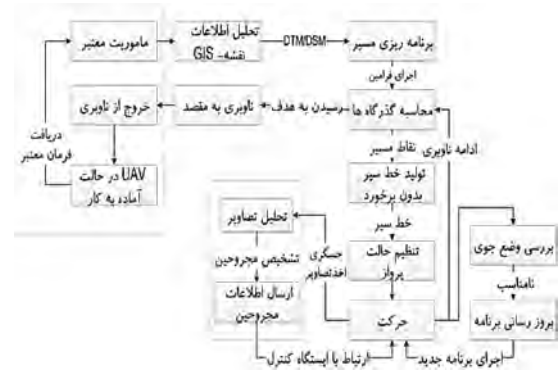 ماموریت معتبر
تحلیل اطلاعات
نقشه- GIS
DTM/DSM
برنامه ریزی مسیر
اجرای فرامین
دریافت
فرمان معتبر
خروج از ناوبری
ناوبری به مقصد
رسیدن به هدف
محاسبه گذرگاه ها
نقاط مسیر
ادامه ناوبری
UAV در حالت
آماده به کار
تولید خط سیر
بدون برخورد
خط سیر
تحلیل تصاویر
تشخیص مجروحین
حسگری
اخذتصاویر
تنظیم حالت
پرواز
بررسی وضع جوی
نامناسب
ارسال اطلاعات
مجروحین
حرکت
بروز رسانی برنامه
ارتباط با ایستگاه کنترل
اجرای برنامه جدید